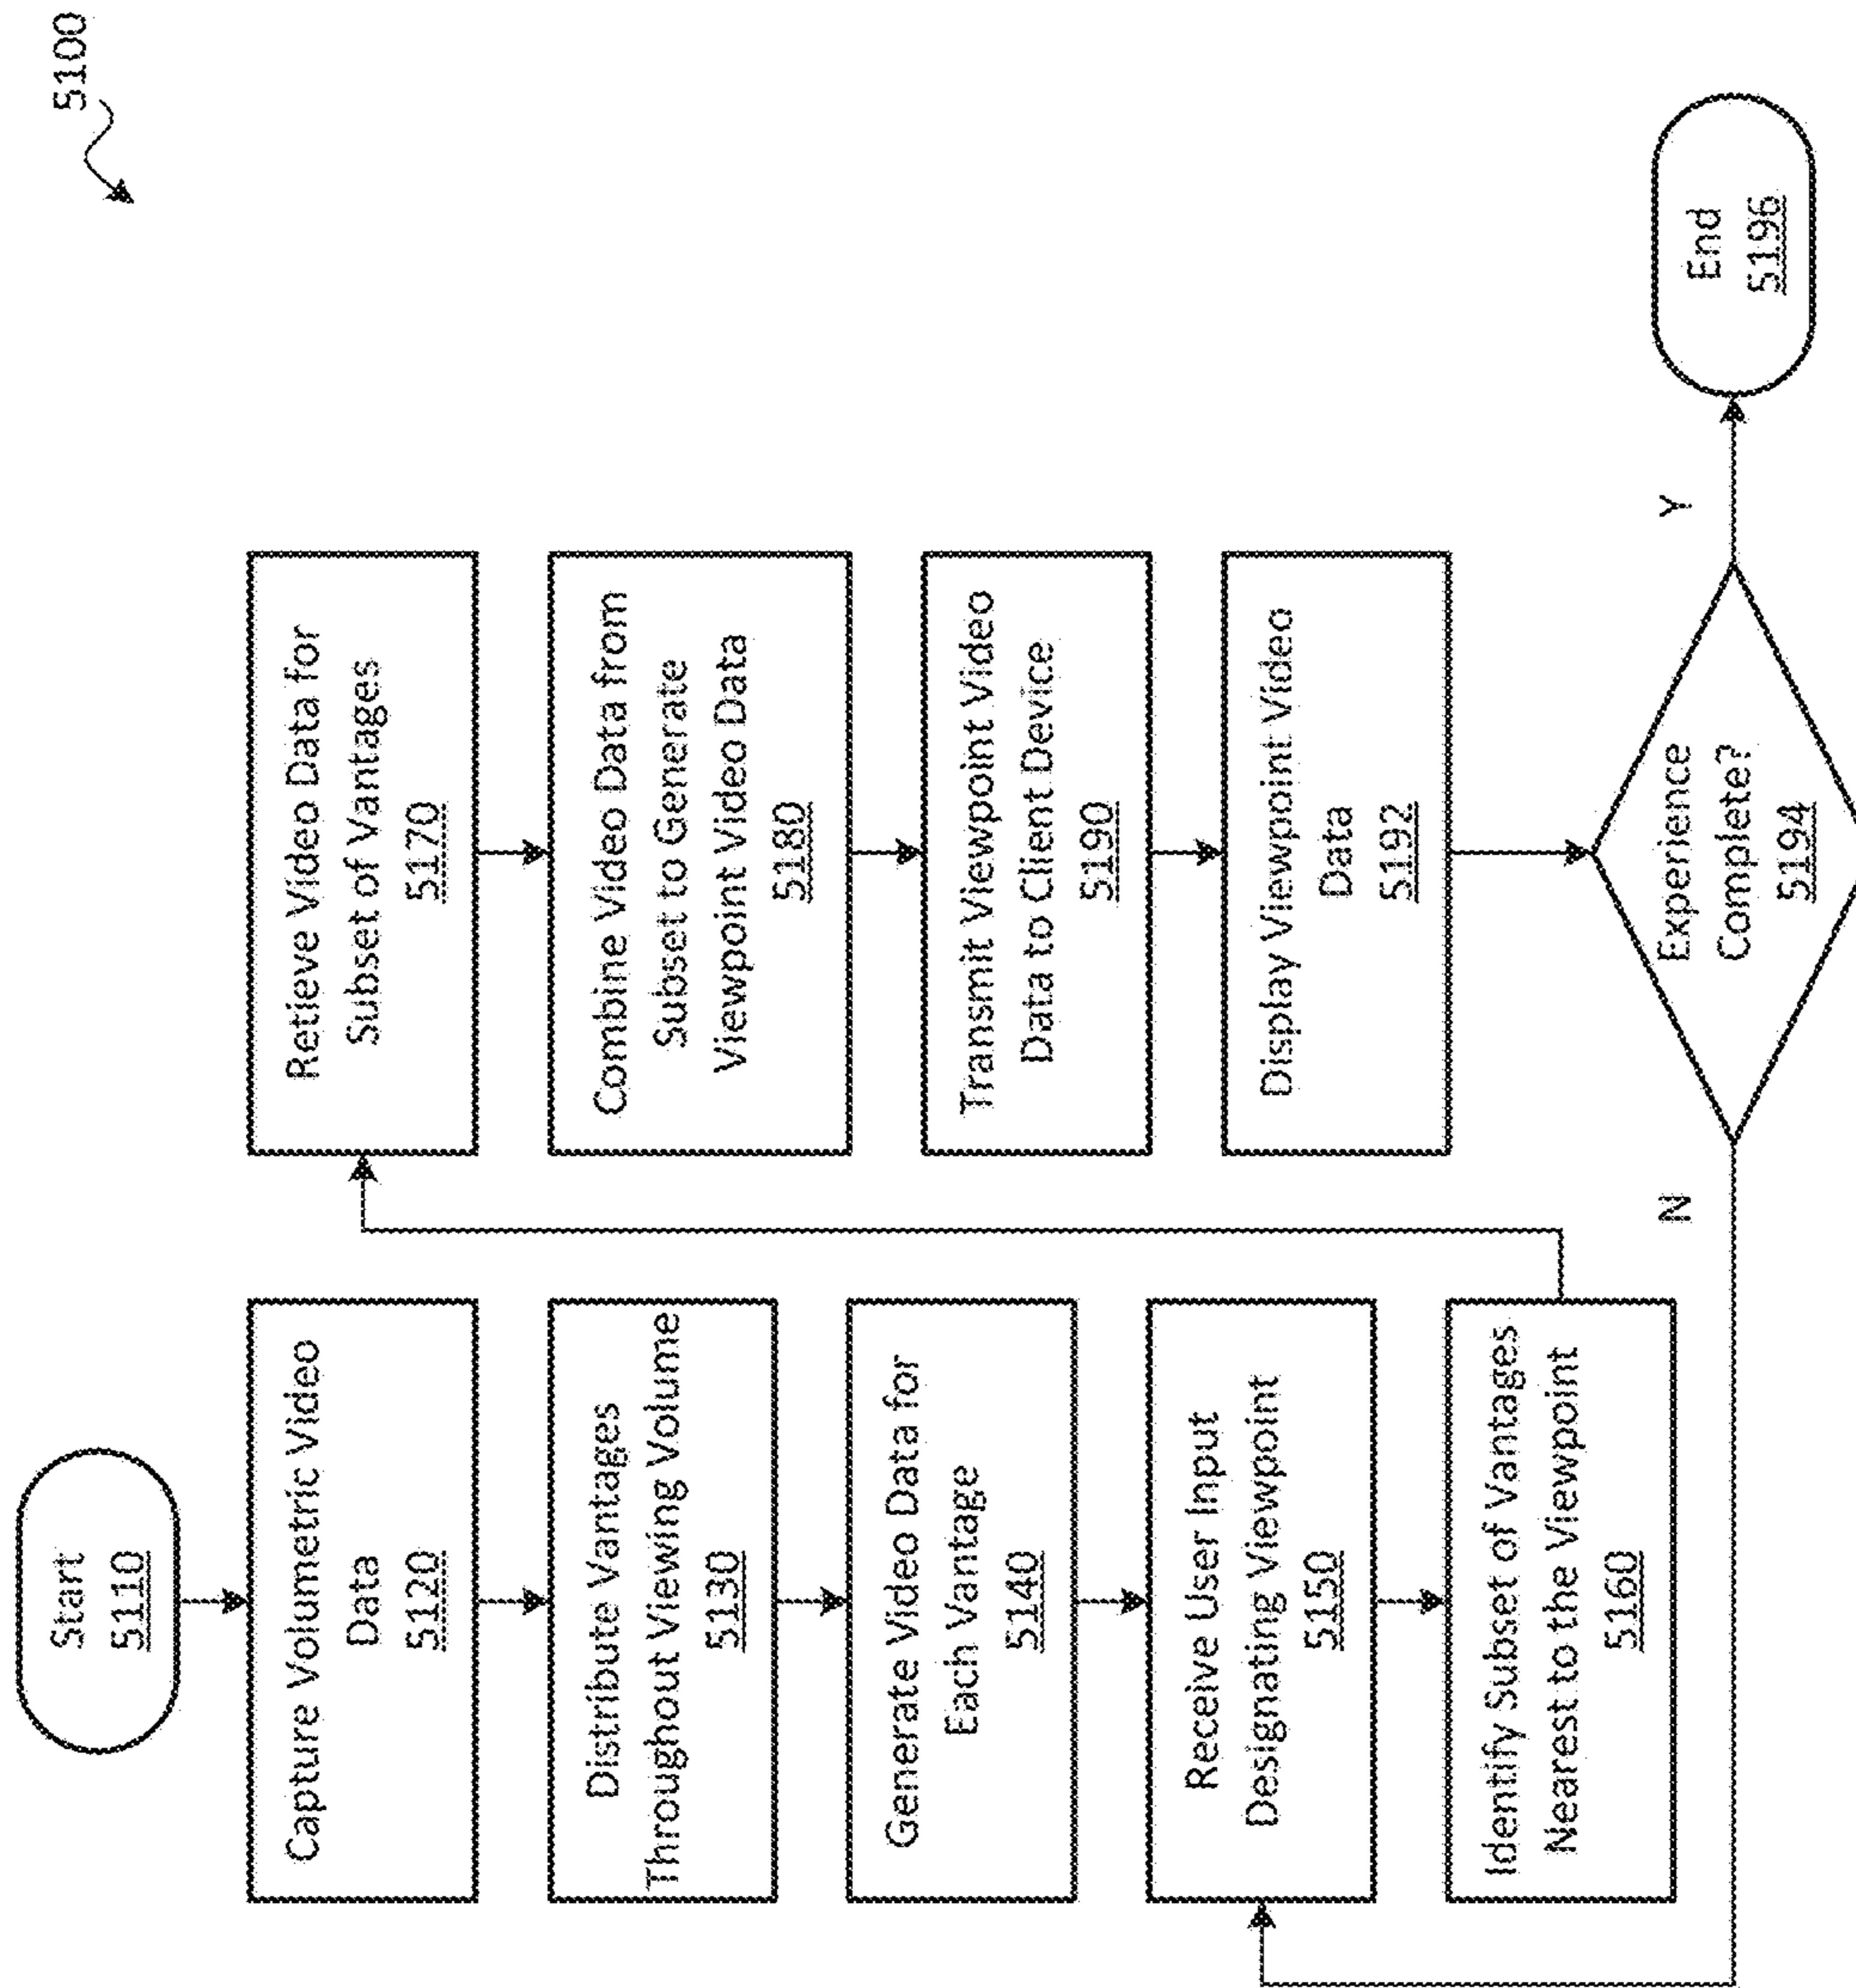 5100
Start
5110
Capture Volumetric Video
Data
5120
Distribute Vantages
Throughout Viewing Volume
5130
Generate Video Data for
Each Vantage
5140
Receive User Input
Designating Viewpoint
5150
Identify Subset of Vantages
Nearest to the Viewpoint
5160
Retieve Video Data for
Subset of Vantages
5170
Combine Video Data from
Subset to Generate
Viewpoint Video Data
5180
Transmit Viewpoint Video
Data to Client Device
5190
Display Viewpoint Video
Data
5192
Experience
Complete?
5194
N
Y
End
5196